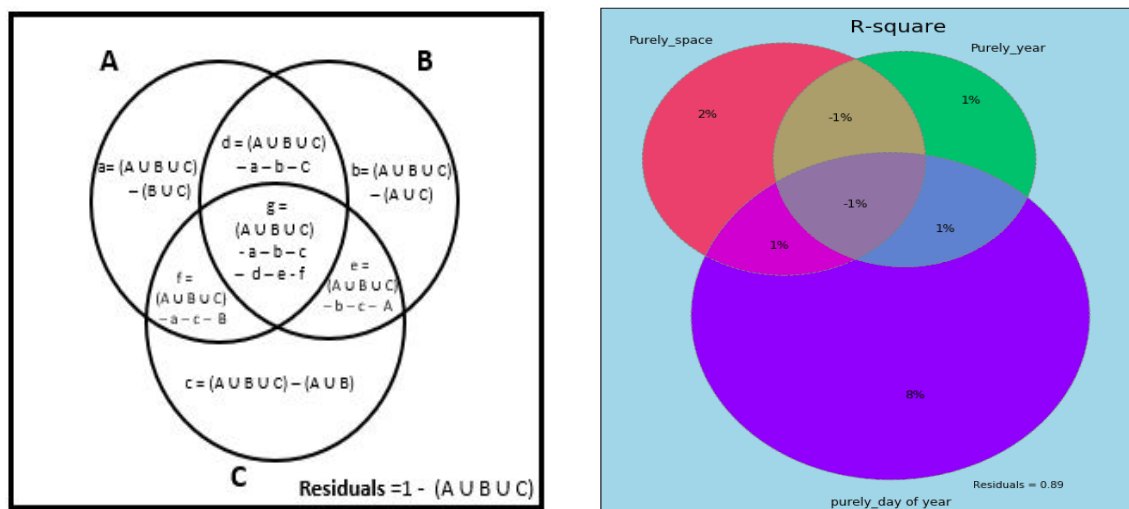 A
B
a= (A ∪ B ∪ C)
– (B ∪ C)
d = (A ∪ B ∪ C)
– a – b – C
b= (A ∪ B ∪ C)
– (A ∪ C)
g =
(A ∪ B ∪ C)
- a – b – c
– d – e - f
f =
(A ∪ B ∪ C)
– a – c – B
e =
(A ∪ B ∪ C)
– b – c – A
c = (A ∪ B ∪ C) – (A ∪ B)
C
Residuals =1 - (A ∪ B ∪ C)
R-square
Purely_space
Purely_year
2%
-1%
1%
-1%
1%
1%
8%
Residuals = 0.89
purely_day of year